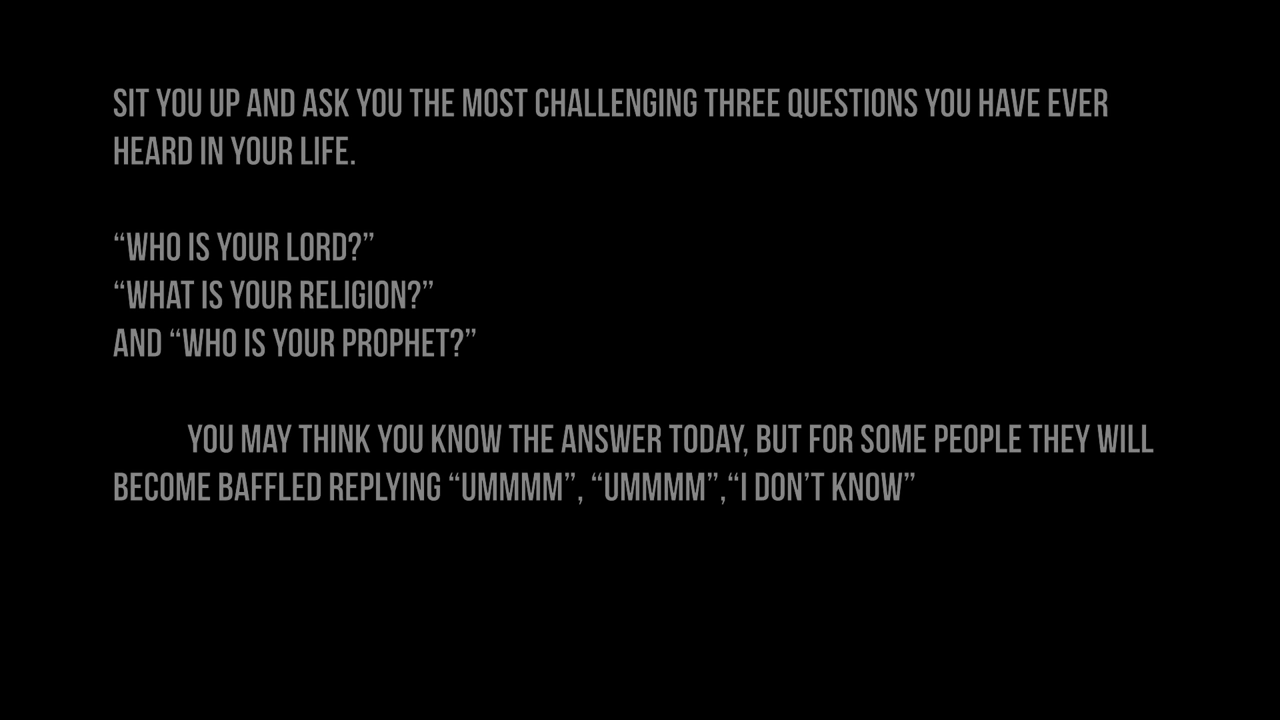 SIT YOU UP AND ASK YOU THE MOST CHALLENGING THREE QUESTIONS YOU HAVE EVER
HEARD IN YOUR LIFE.
“WHO IS YOUR LORD?”
“WHAT IS YOUR RELIGION?”
AND “WHO IS YOUR PROPHET?”
YOU MAY THINK YOU KNOW THE ANSWER TODAY, BUT FOR SOME PEOPLE THEY WILL
BECOME BAFFLED REPLYING “UMMMM”, “UMMMM”,“I DON’T KNOW”